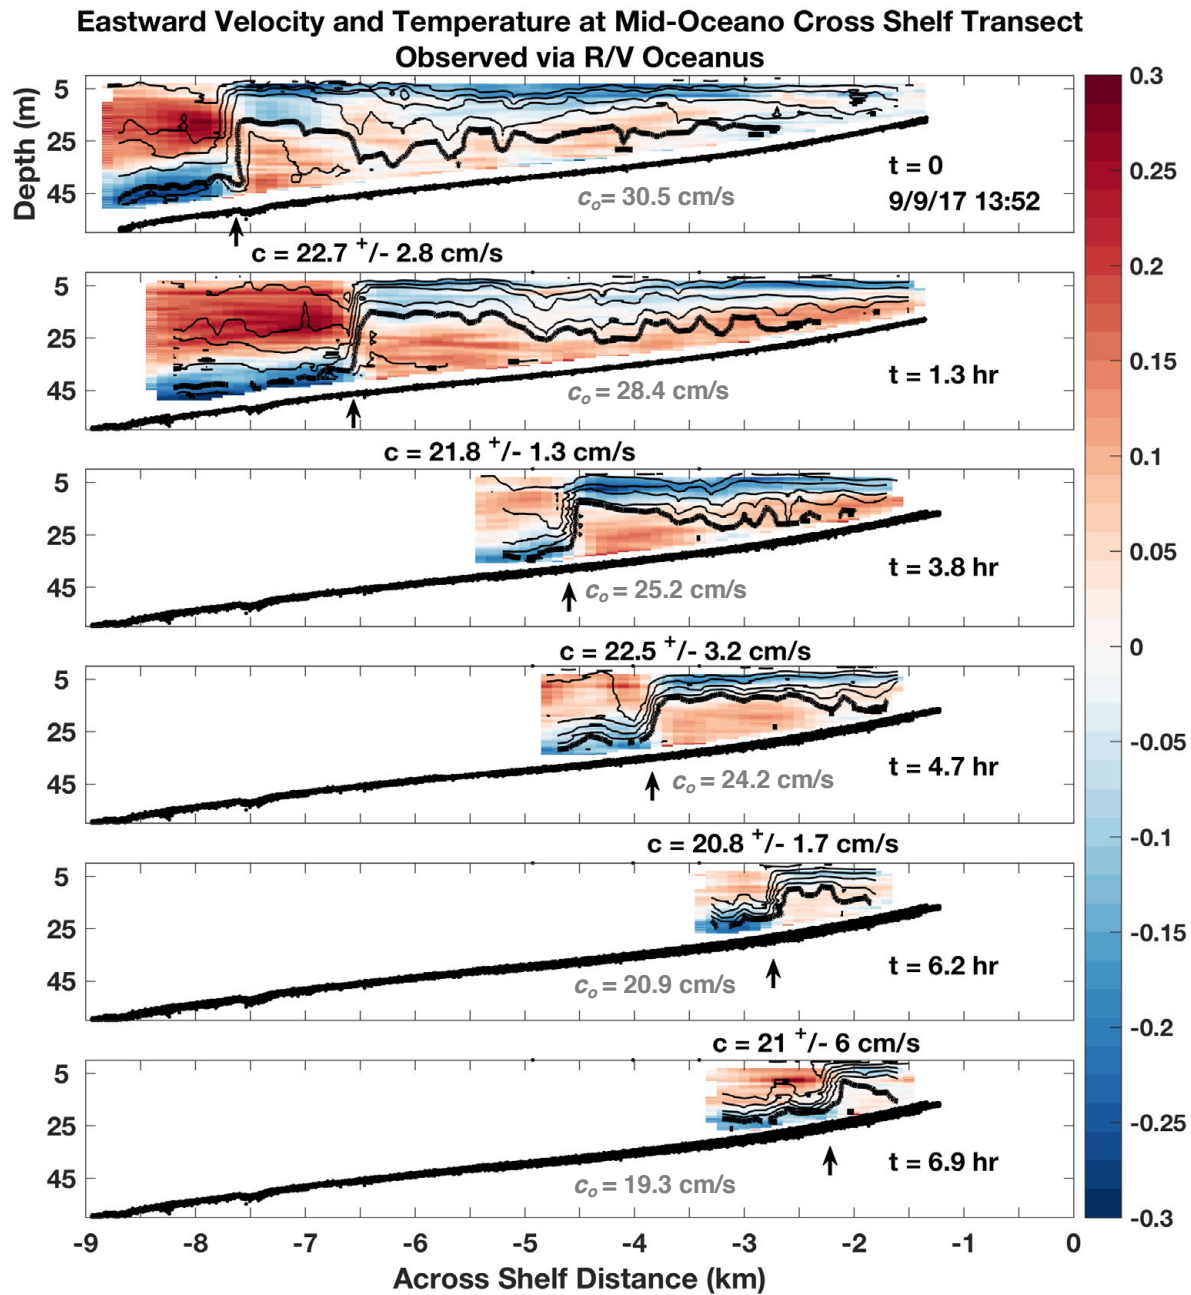 Eastward Velocity and Temperature at Mid-Oceano Cross Shelf Transect
Observed via R/V Oceanus
Depth (m)
5
25
45
t = 0
9/9/17 13:52
c_o = 30.5 cm/s
c = 22.7 +/- 2.8 cm/s
5
25
45
t = 1.3 hr
c_o = 28.4 cm/s
c = 21.8 +/- 1.3 cm/s
5
25
45
t = 3.8 hr
c_o = 25.2 cm/s
c = 22.5 +/- 3.2 cm/s
5
25
45
t = 4.7 hr
c_o = 24.2 cm/s
c = 20.8 +/- 1.7 cm/s
5
25
45
t = 6.2 hr
c_o = 20.9 cm/s
c = 21 +/- 6 cm/s
5
25
45
t = 6.9 hr
c_o = 19.3 cm/s
-9 -8 -7 -6 -5 -4 -3 -2 -1 0
Across Shelf Distance (km)
0.3
0.25
0.2
0.15
0.1
0.05
0
-0.05
-0.1
-0.15
-0.2
-0.25
-0.3